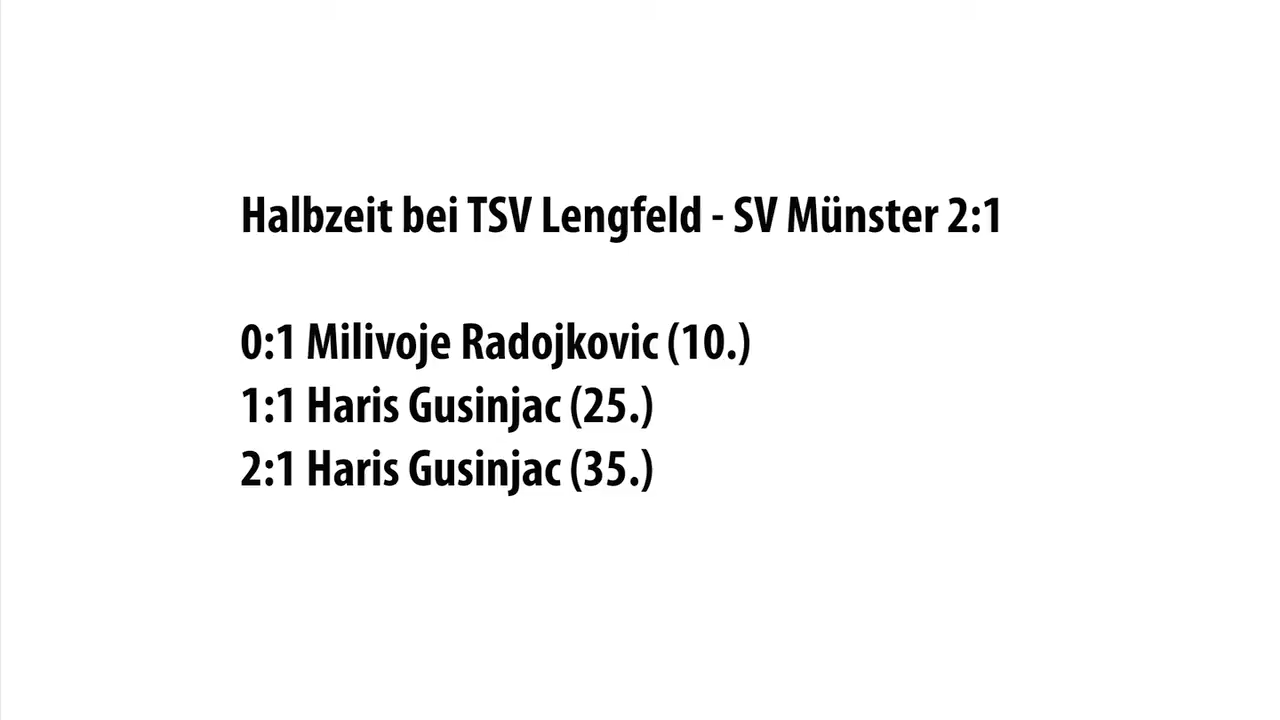 Halbzeit bei TSV Lengfeld - SV Münster 2:1
0:1 Milivoje Radojkovic (10.)
1:1 Haris Gusinjac (25.)
2:1 Haris Gusinjac (35.)